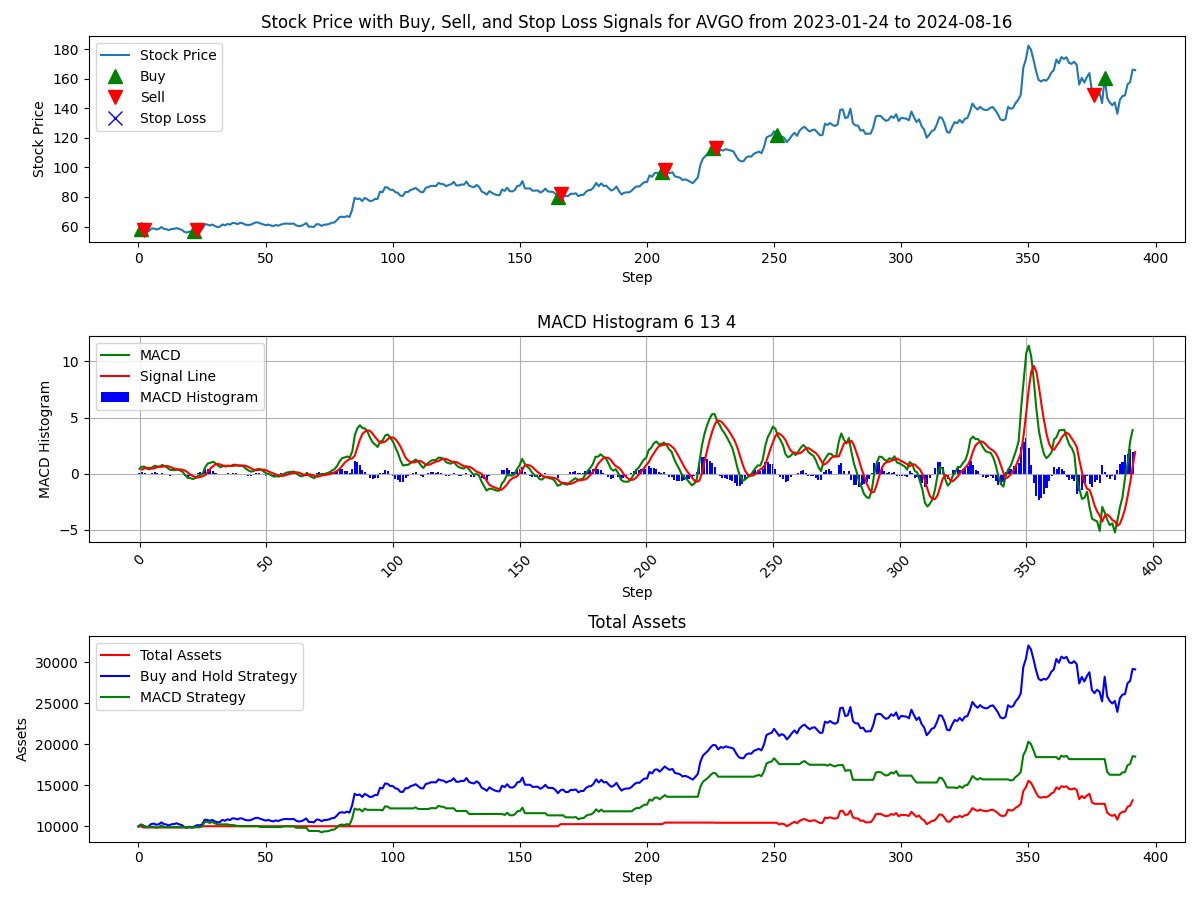 Stock Price with Buy, Sell, and Stop Loss Signals for AVGO from 2023-01-24 to 2024-08-16
Stock Price
180
160
140
120
100
80
60
Stock Price
Buy
Sell
Stop Loss
0 50 100 150 200 250 300 350 400
Step
MACD Histogram 6 13 4
MACD Histogram
10
5
0
−5
MACD
Signal Line
MACD Histogram
0 50 100 150 200 250 300 350 400
Step
Total Assets
Assets
30000
25000
20000
15000
10000
Total Assets
Buy and Hold Strategy
MACD Strategy
0 50 100 150 200 250 300 350 400
Step